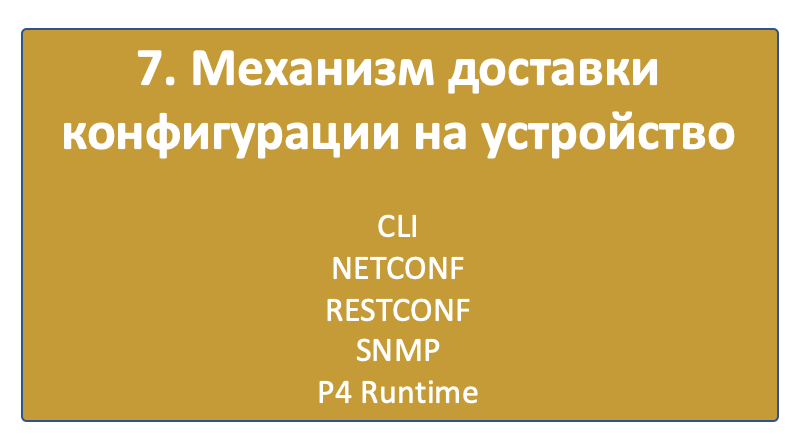 7. Механизм доставки
конфигурации на устройство
CLI
NETCONF
RESTCONF
SNMP
P4 Runtime